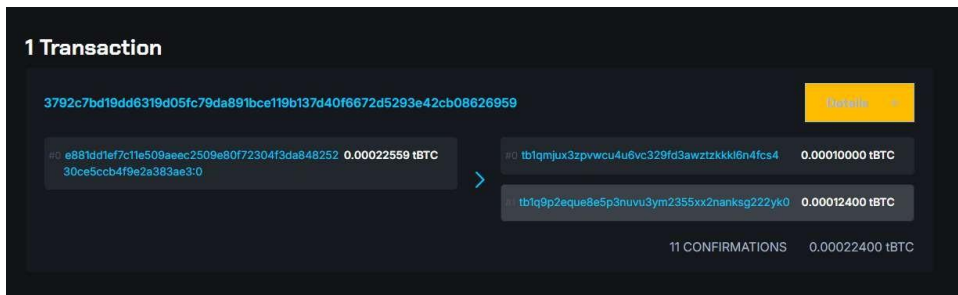 1 Transaction
3792c7bd19dd6319d05fc79da891bce119b137d40f6672d5293e42cb08626959
Details +
#0 e881dd1ef7c11e509aeec2509e80f72304f3da848252 0.00022559 tBTC
30ce5ccb4f9e2a383ae3:0
#0 tb1qmjux3zpvwcu4u6vc329fd3awztzkkkl6n4fcs4 0.00010000 tBTC
#1 tb1q9p2eque8e5p3nuvu3ym2355xx2nanksg222yk0 0.00012400 tBTC
11 CONFIRMATIONS 0.00022400 tBTC